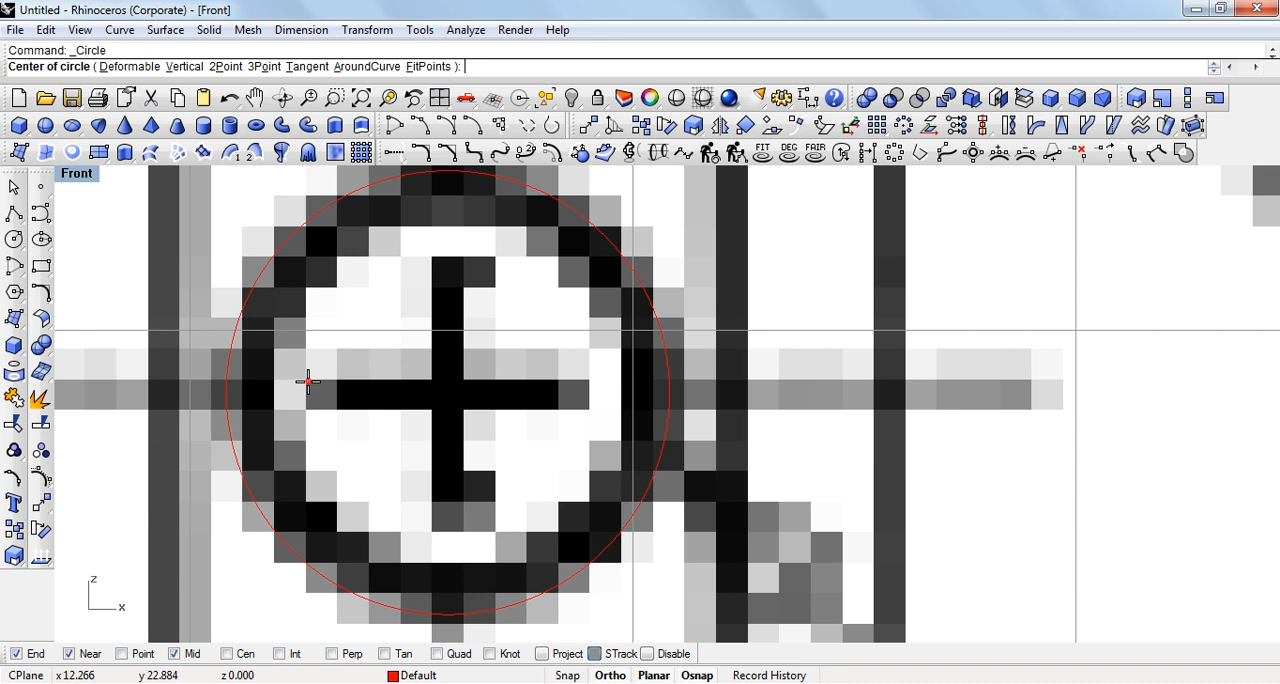 Untitled - Rhinoceros (Corporate) - [Front]
File Edit View Curve Surface Solid Mesh Dimension Transform Tools Analyze Render Help
Command: _Circle
Center of circle ( Deformable Vertical 2Point 3Point Tangent AroundCurve FitPoints ):
FIT DEG FAIR
Front
z
x
End Near Point Mid Cen Int Perp Tan Quad Knot Project STrack Disable
CPlane x 12.266 y 22.884 z 0.000 Default Snap Ortho Planar Osnap Record History